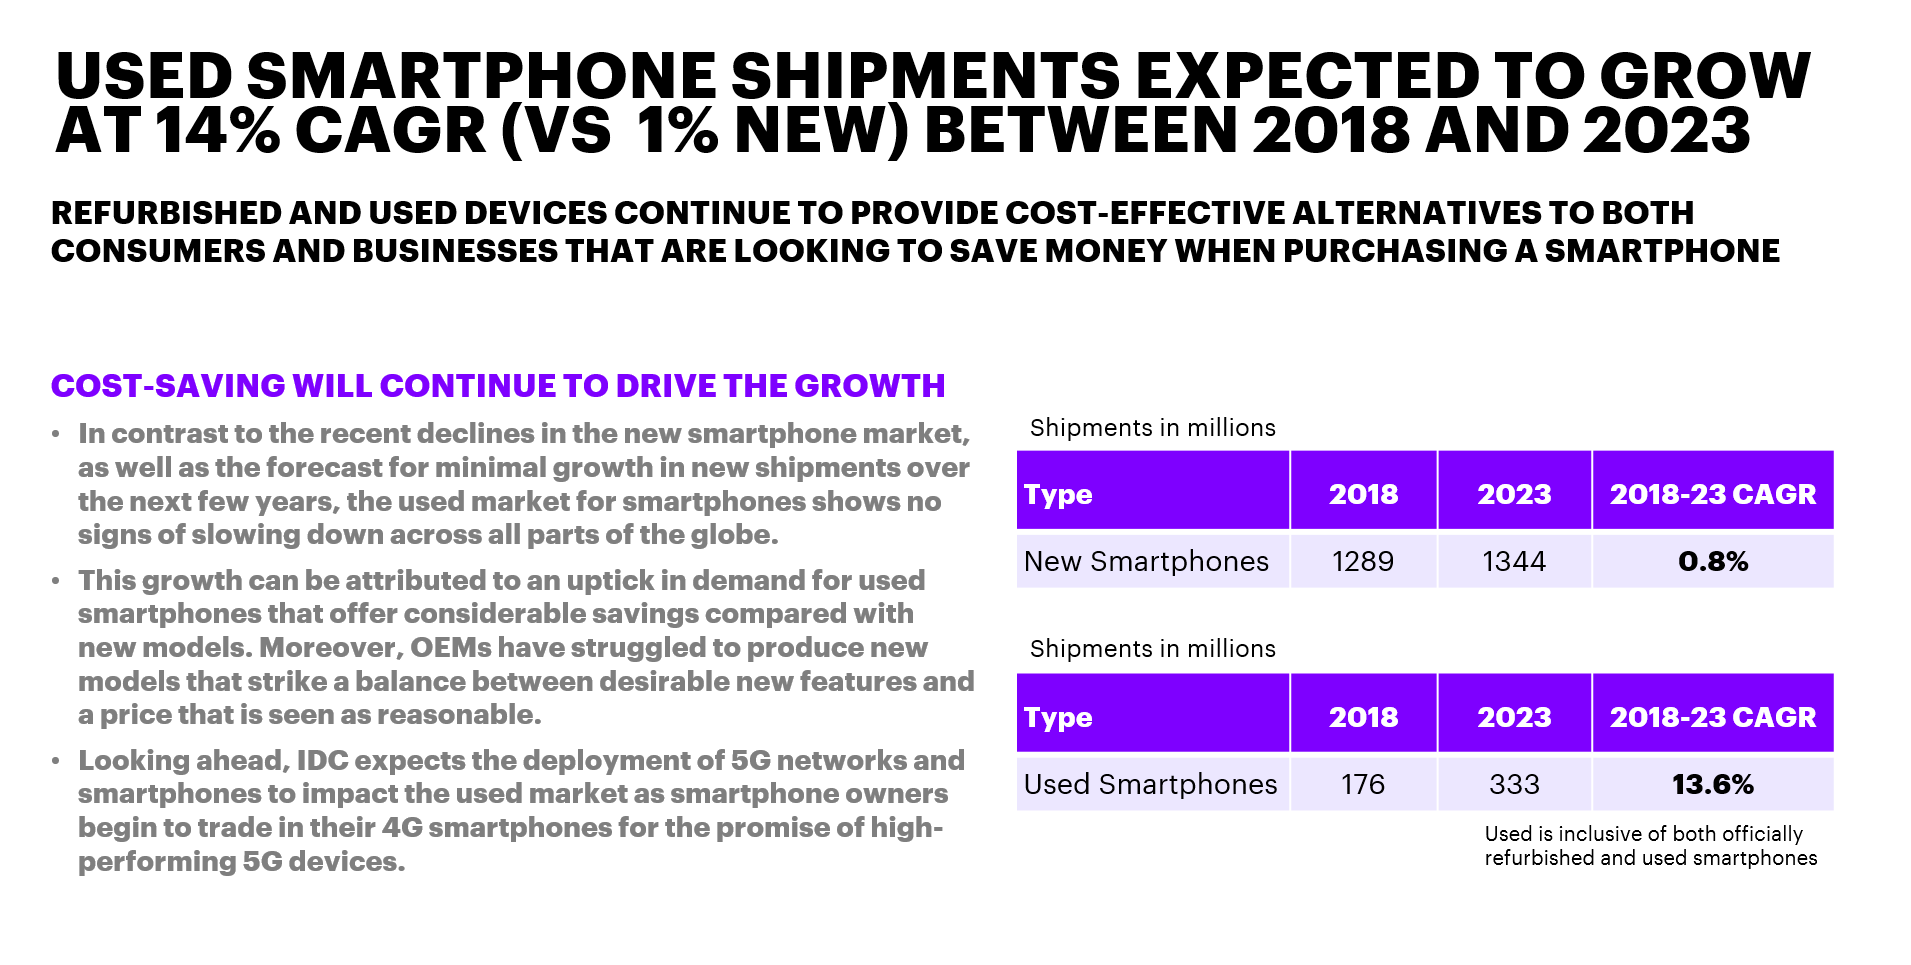 USED SMARTPHONE SHIPMENTS EXPECTED TO GROW
AT 14% CAGR (VS  1% NEW) BETWEEN 2018 AND 2023
REFURBISHED AND USED DEVICES CONTINUE TO PROVIDE COST-EFFECTIVE ALTERNATIVES TO BOTH
CONSUMERS AND BUSINESSES THAT ARE LOOKING TO SAVE MONEY WHEN PURCHASING A SMARTPHONE
COST-SAVING WILL CONTINUE TO DRIVE THE GROWTH
• In contrast to the recent declines in the new smartphone market,
as well as the forecast for minimal growth in new shipments over
the next few years, the used market for smartphones shows no
signs of slowing down across all parts of the globe.
• This growth can be attributed to an uptick in demand for used
smartphones that offer considerable savings compared with
new models. Moreover, OEMs have struggled to produce new
models that strike a balance between desirable new features and
a price that is seen as reasonable.
• Looking ahead, IDC expects the deployment of 5G networks and
smartphones to impact the used market as smartphone owners
begin to trade in their 4G smartphones for the promise of high-
performing 5G devices.
Shipments in millions
Type 2018 2023 2018-23 CAGR
New Smartphones 1289 1344 0.8%
Shipments in millions
Type 2018 2023 2018-23 CAGR
Used Smartphones 176 333 13.6%
Used is inclusive of both officially
refurbished and used smartphones